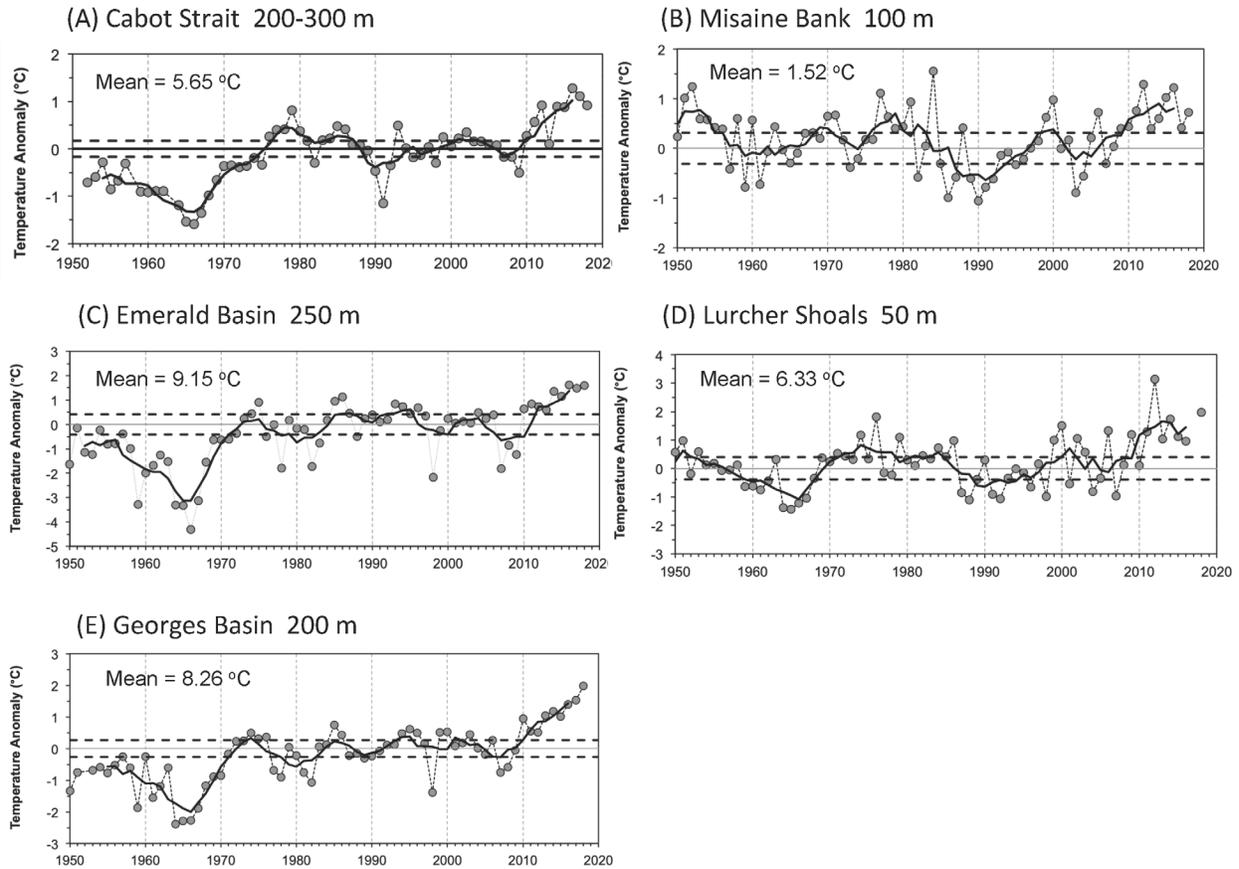 (A) Cabot Strait 200-300 m
Temperature Anomaly (°C)
Mean = 5.65 °C
2
1
0
-1
-2
1950 1960 1970 1980 1990 2000 2010 202
(B) Misaine Bank 100 m
Temperature Anomaly (°C)
Mean = 1.52 °C
2
1
0
-1
-2
1950 1960 1970 1980 1990 2000 2010 2020
(C) Emerald Basin 250 m
Temperature Anomaly (°C)
Mean = 9.15 °C
3
2
1
0
-1
-2
-3
-4
-5
1950 1960 1970 1980 1990 2000 2010 202
(D) Lurcher Shoals 50 m
Temperature Anomaly (°C)
Mean = 6.33 °C
4
3
2
1
0
-1
-2
-3
1950 1960 1970 1980 1990 2000 2010 2020
(E) Georges Basin 200 m
Temperature Anomaly (°C)
Mean = 8.26 °C
3
2
1
0
-1
-2
-3
1950 1960 1970 1980 1990 2000 2010 2020